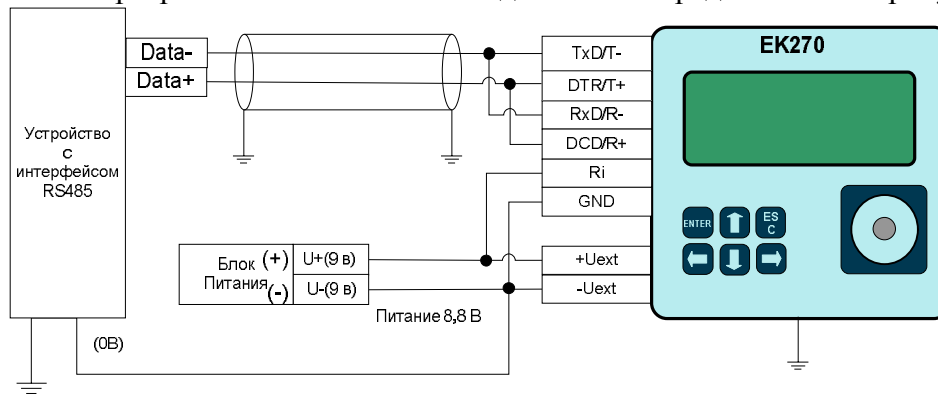 Data-
Data+
Устройство
с
интерфейсом
RS485
TxD/T-
DTR/T+
RxD/R-
DCD/R+
Ri
GND
+Uext
-Uext
EK270
ENTER
ES
C
Блок (+)
Питания (-)
U+(9 в)
U-(9 в)
Питание 8,8 В
(0В)